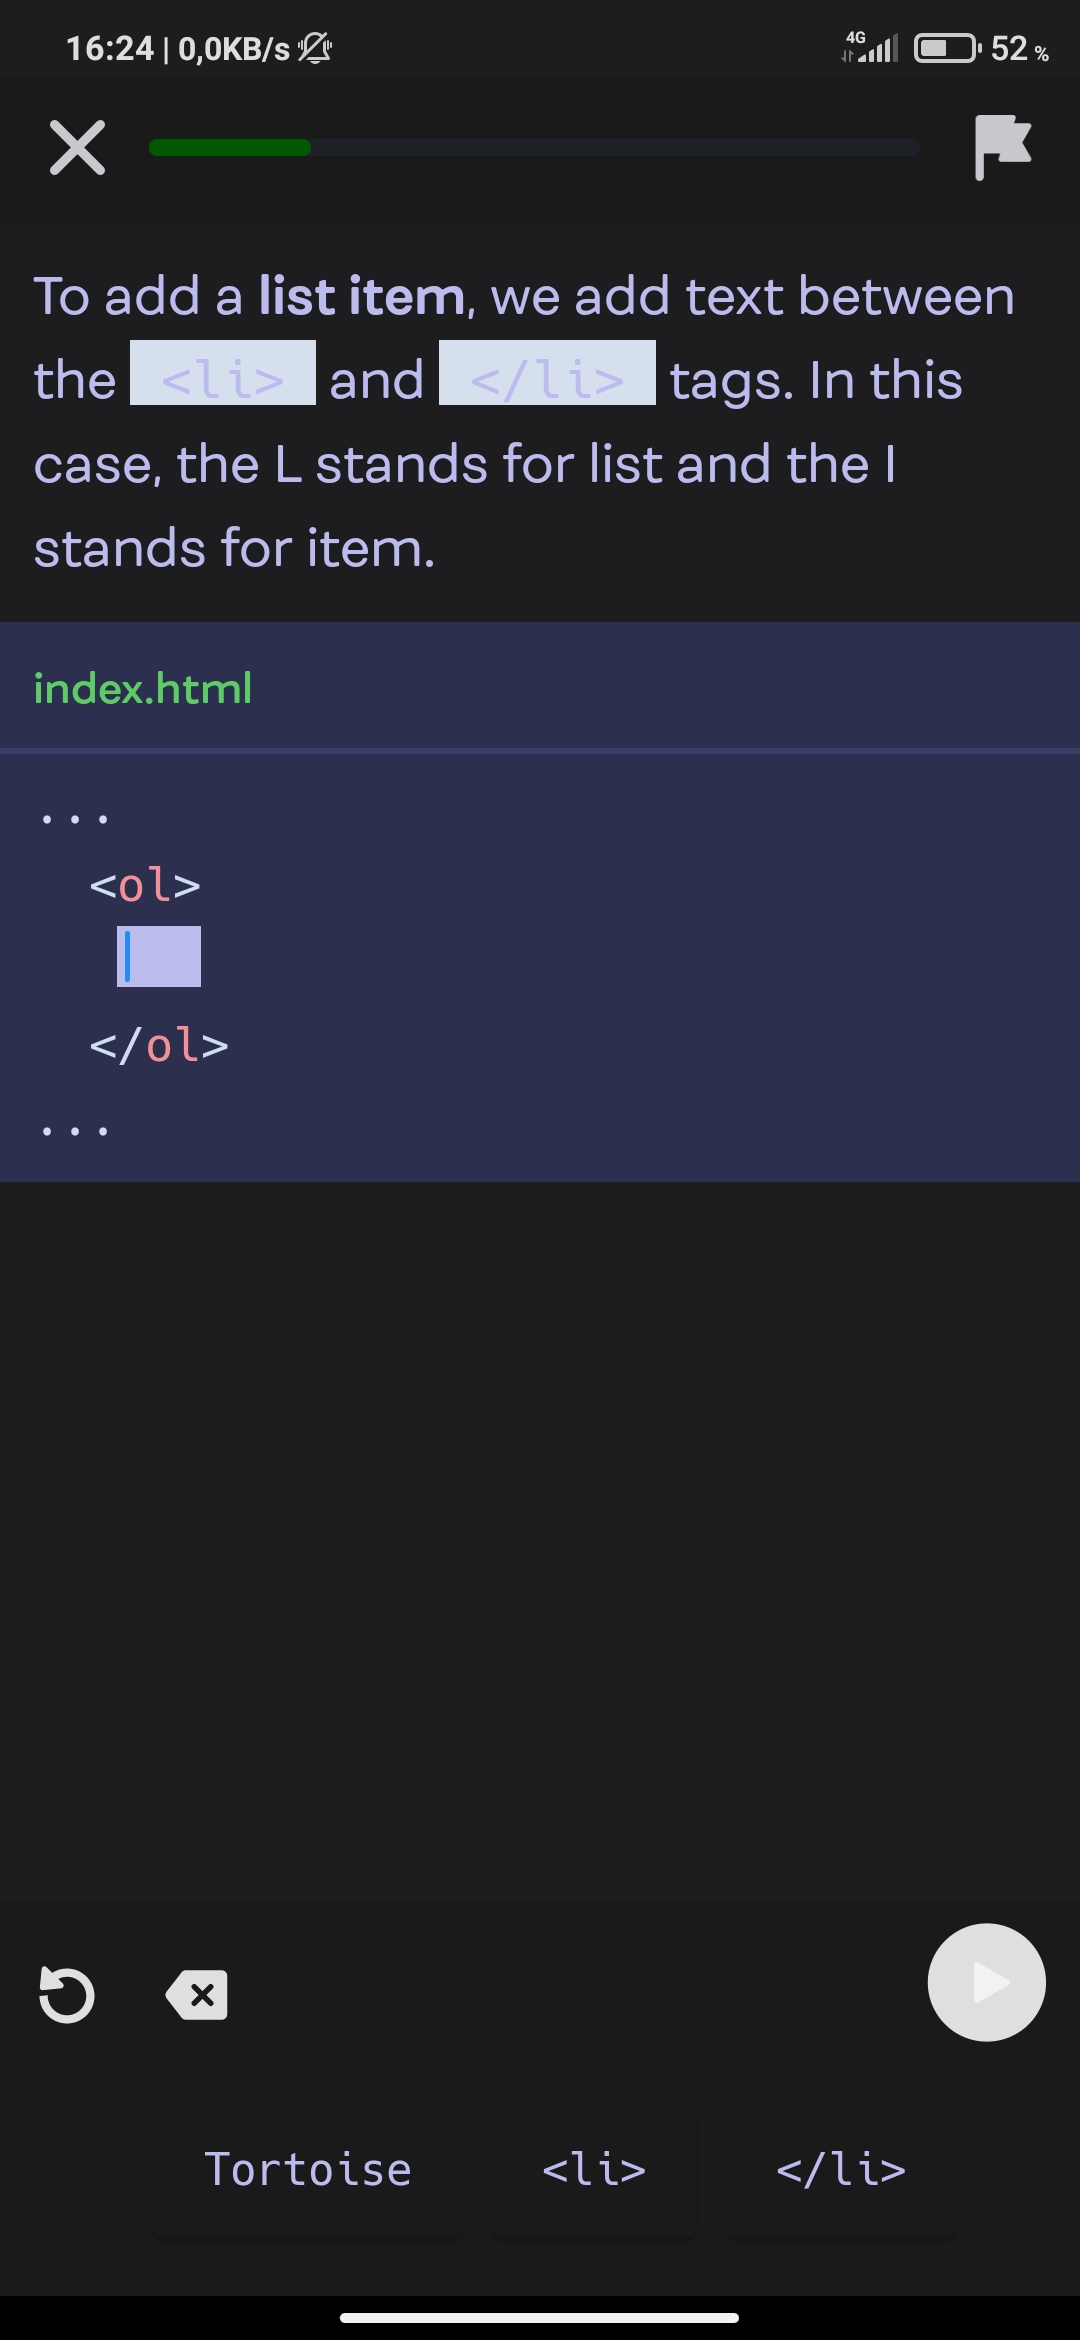 16:24 | 0,0KB/s
4G
52 %
To add a list item, we add text between
the <li> and </li> tags. In this
case, the L stands for list and the I
stands for item.
index.html
...
<ol>
</ol>
...
Tortoise <li> </li>